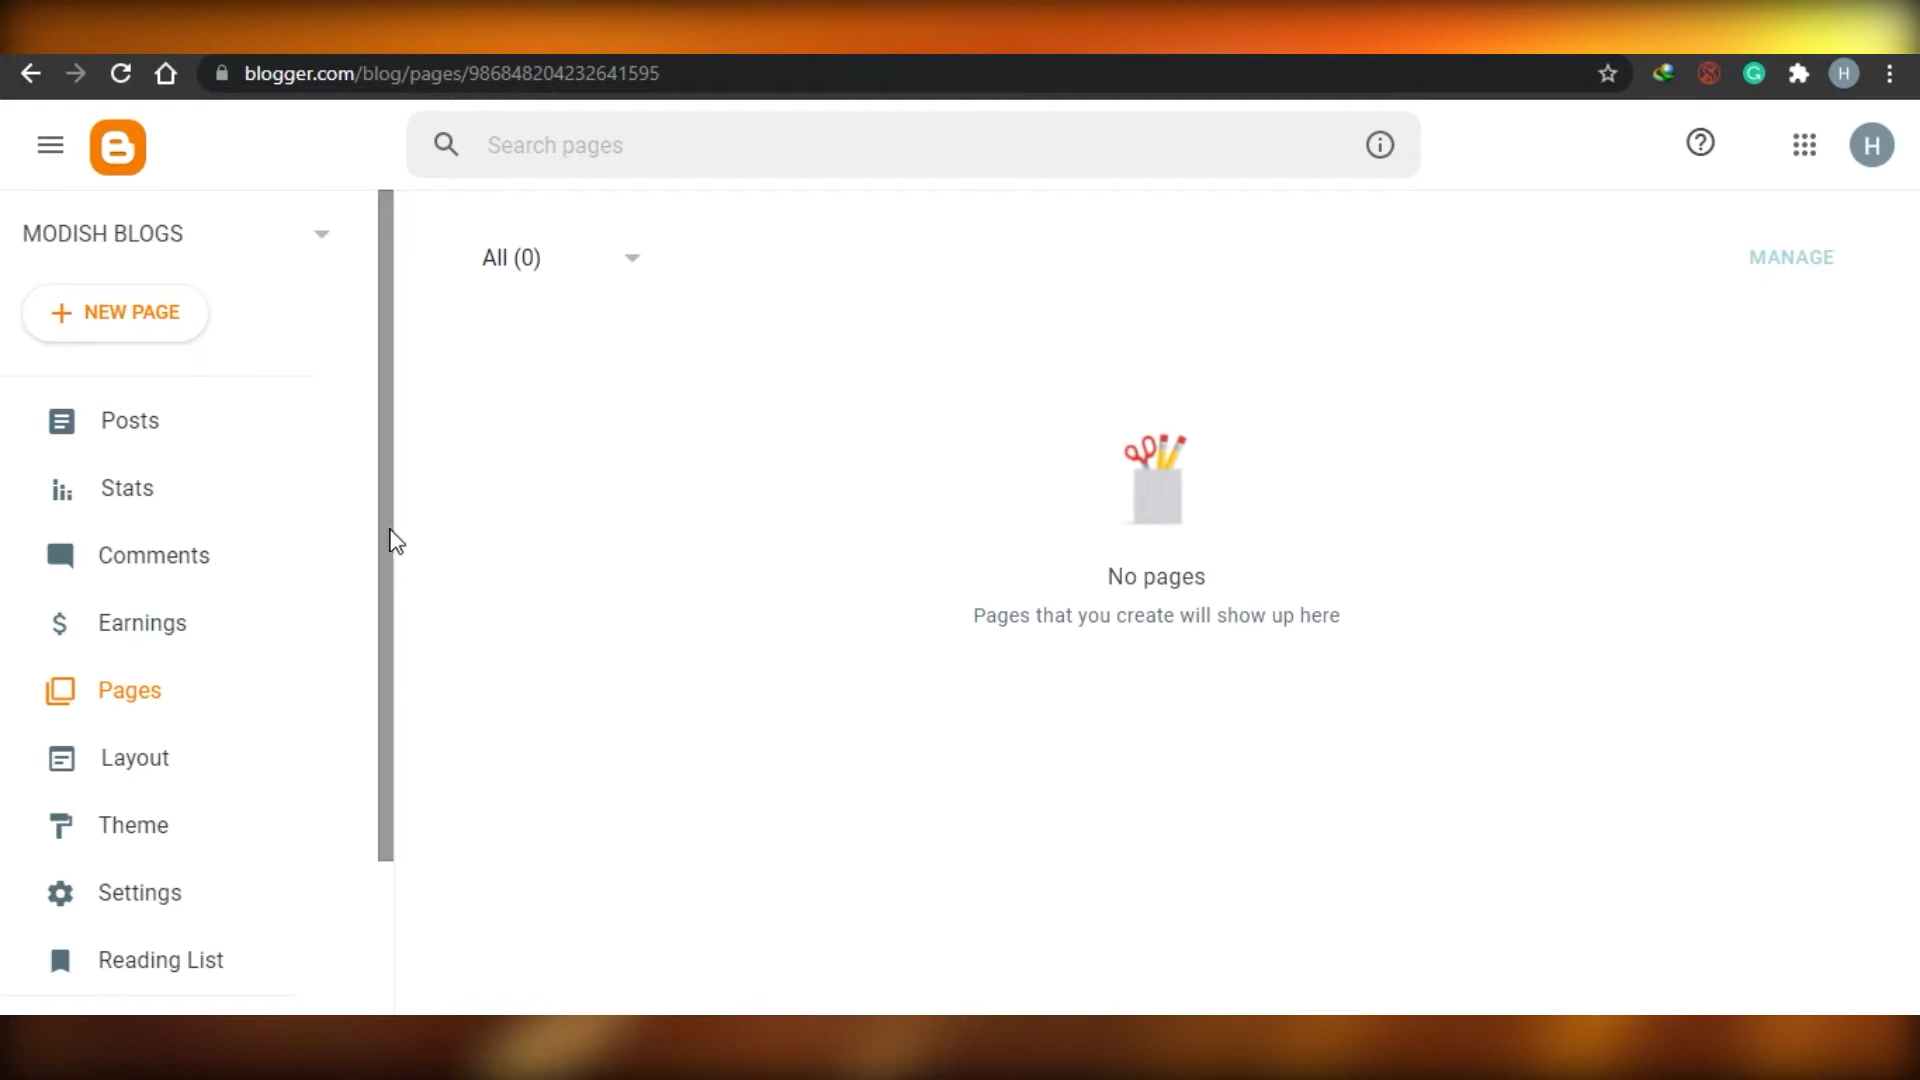 blogger.com/blog/pages/986848204232641595
G
H
B
Search pages
H
MODISH BLOGS
All (0)
MANAGE
+ NEW PAGE
Posts
Stats
Comments
No pages
Pages that you create will show up here
$ Earnings
Pages
Layout
Theme
Settings
Reading List